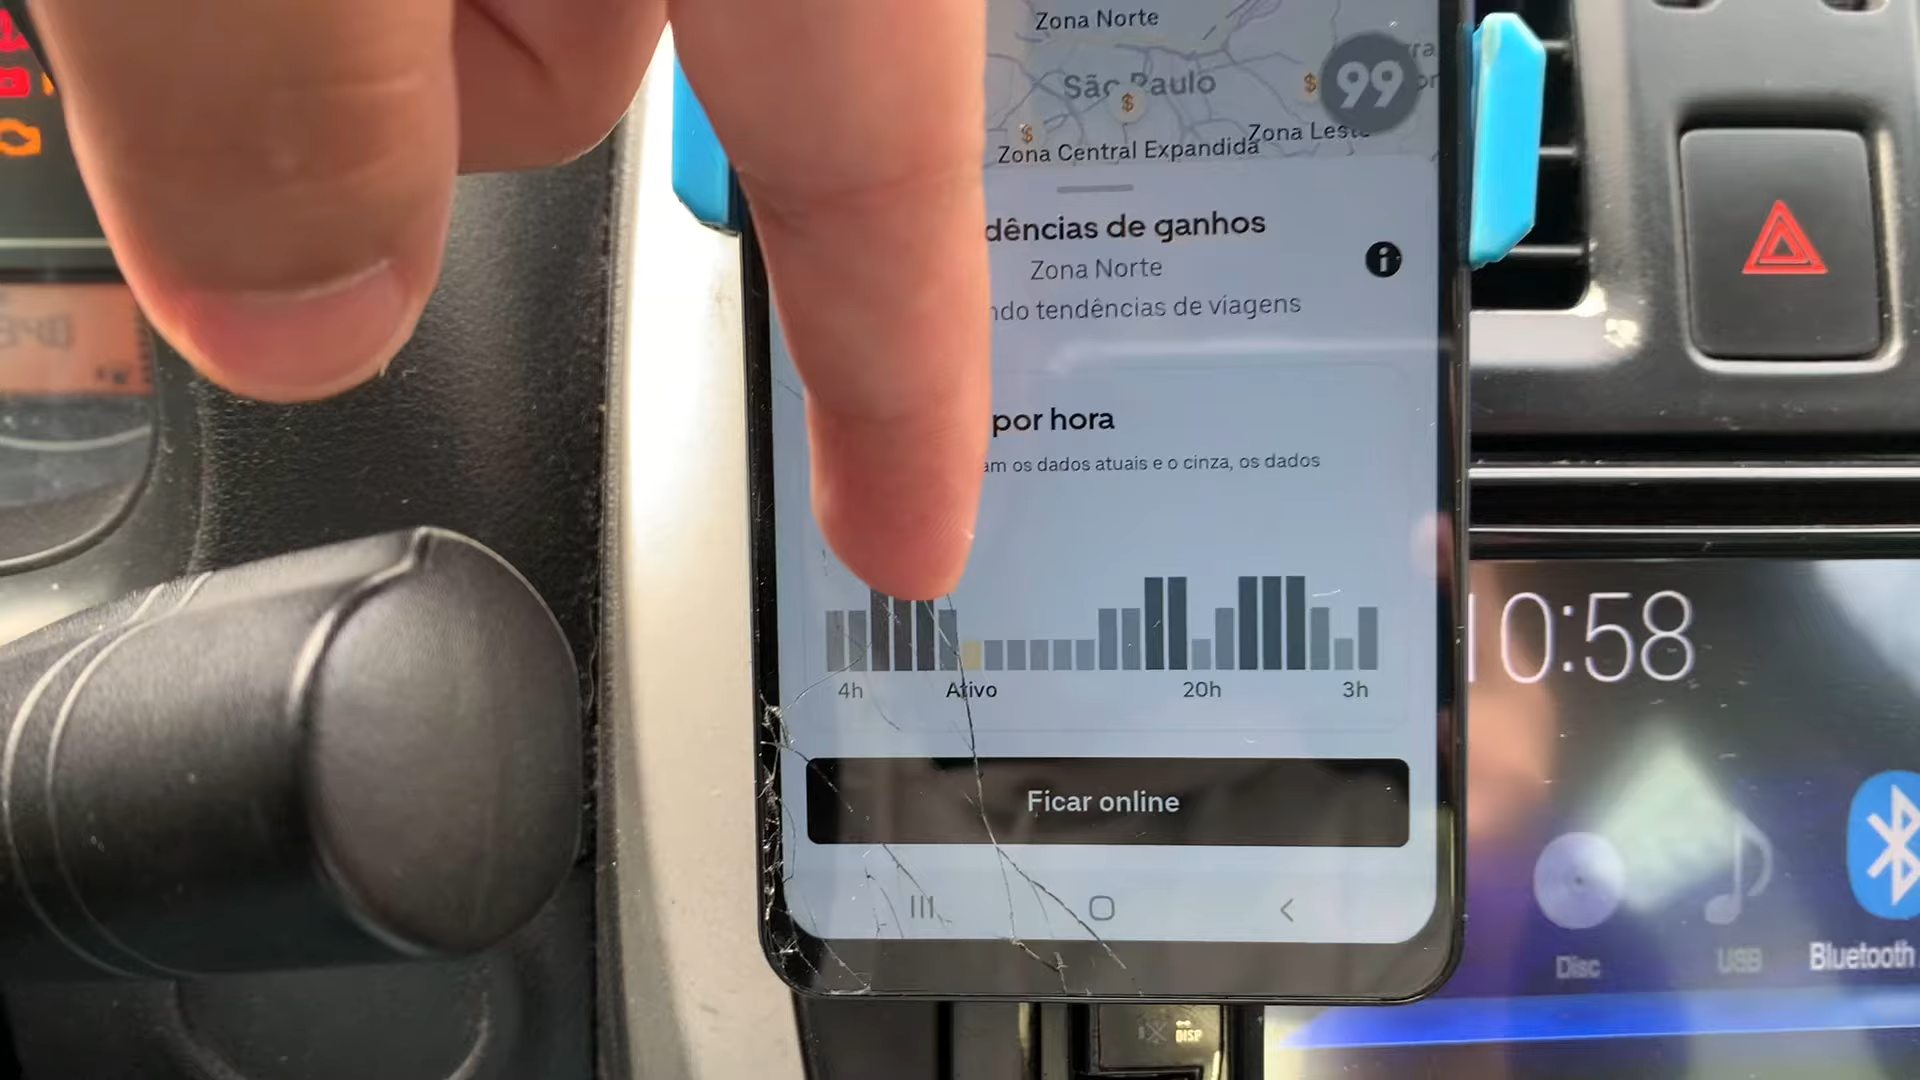 Zona Norte
São Paulo
99
Zona Leste
Zona Central Expandida
dências de ganhos
Zona Norte
ndo tendências de viagens
por hora
am os dados atuais e o cinza, os dados
4h
Ativo
20h
3h
Ficar online
10:58
Disc
USB
Bluetooth
DISP